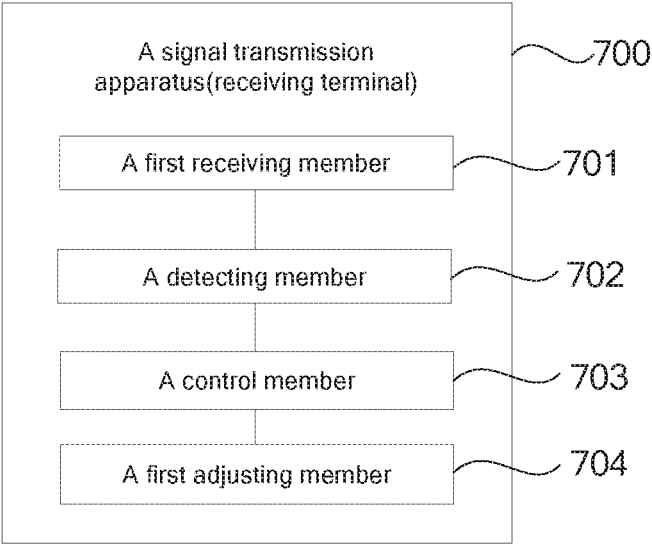 A signal transmission
apparatus(receiving terminal)
700
A first receiving member
701
A detecting member
702
A control member
703
A first adjusting member
704